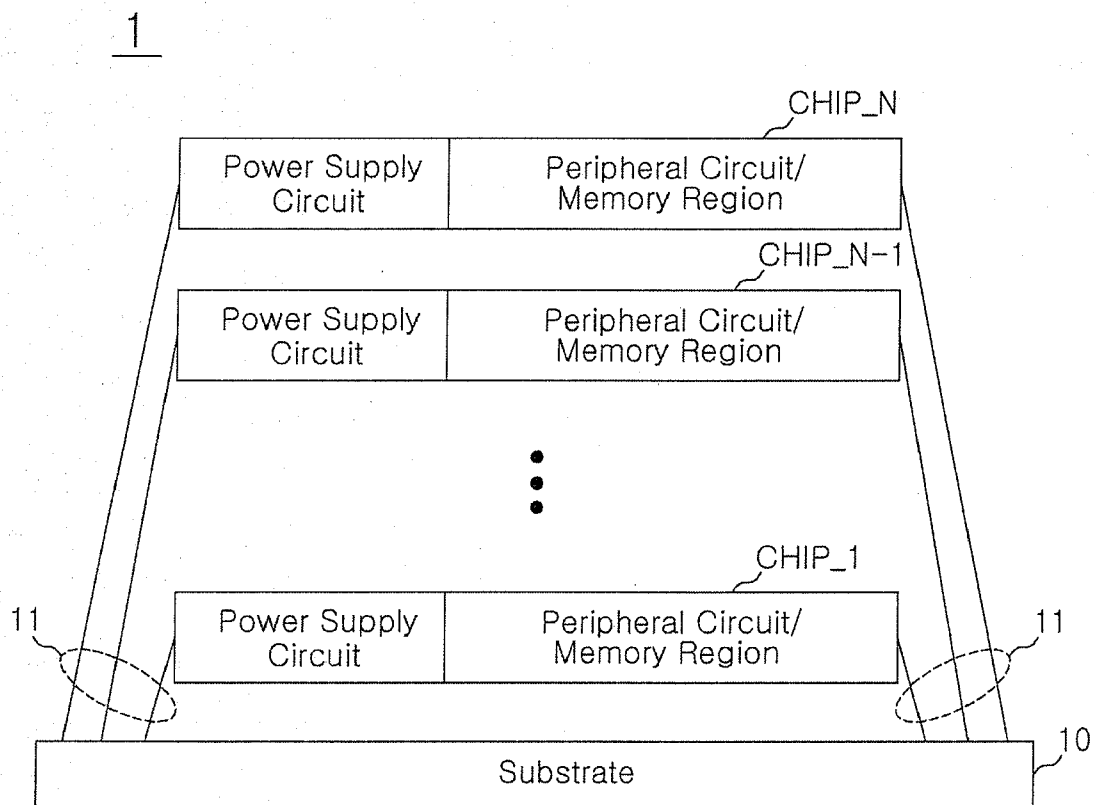 1
CHIP_N
Power Supply
Circuit
Peripheral Circuit/
Memory Region
CHIP_N-1
Power Supply
Circuit
Peripheral Circuit/
Memory Region
CHIP_1
Power Supply
Circuit
Peripheral Circuit/
Memory Region
11
11
10
Substrate